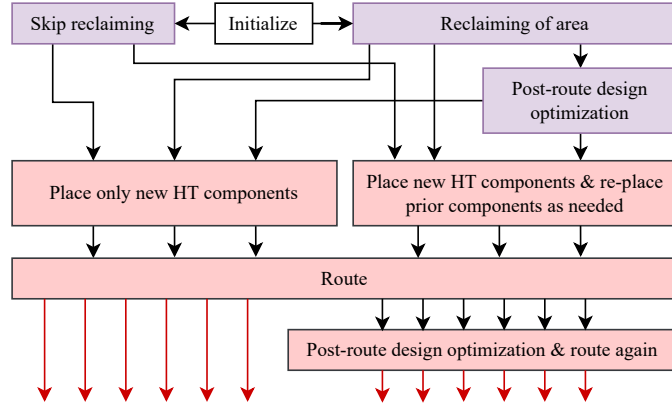 Skip reclaiming
Initialize
Reclaiming of area
Post-route design
optimization
Place only new HT components
Place new HT components & re-place
prior components as needed
Route
Post-route design optimization & route again